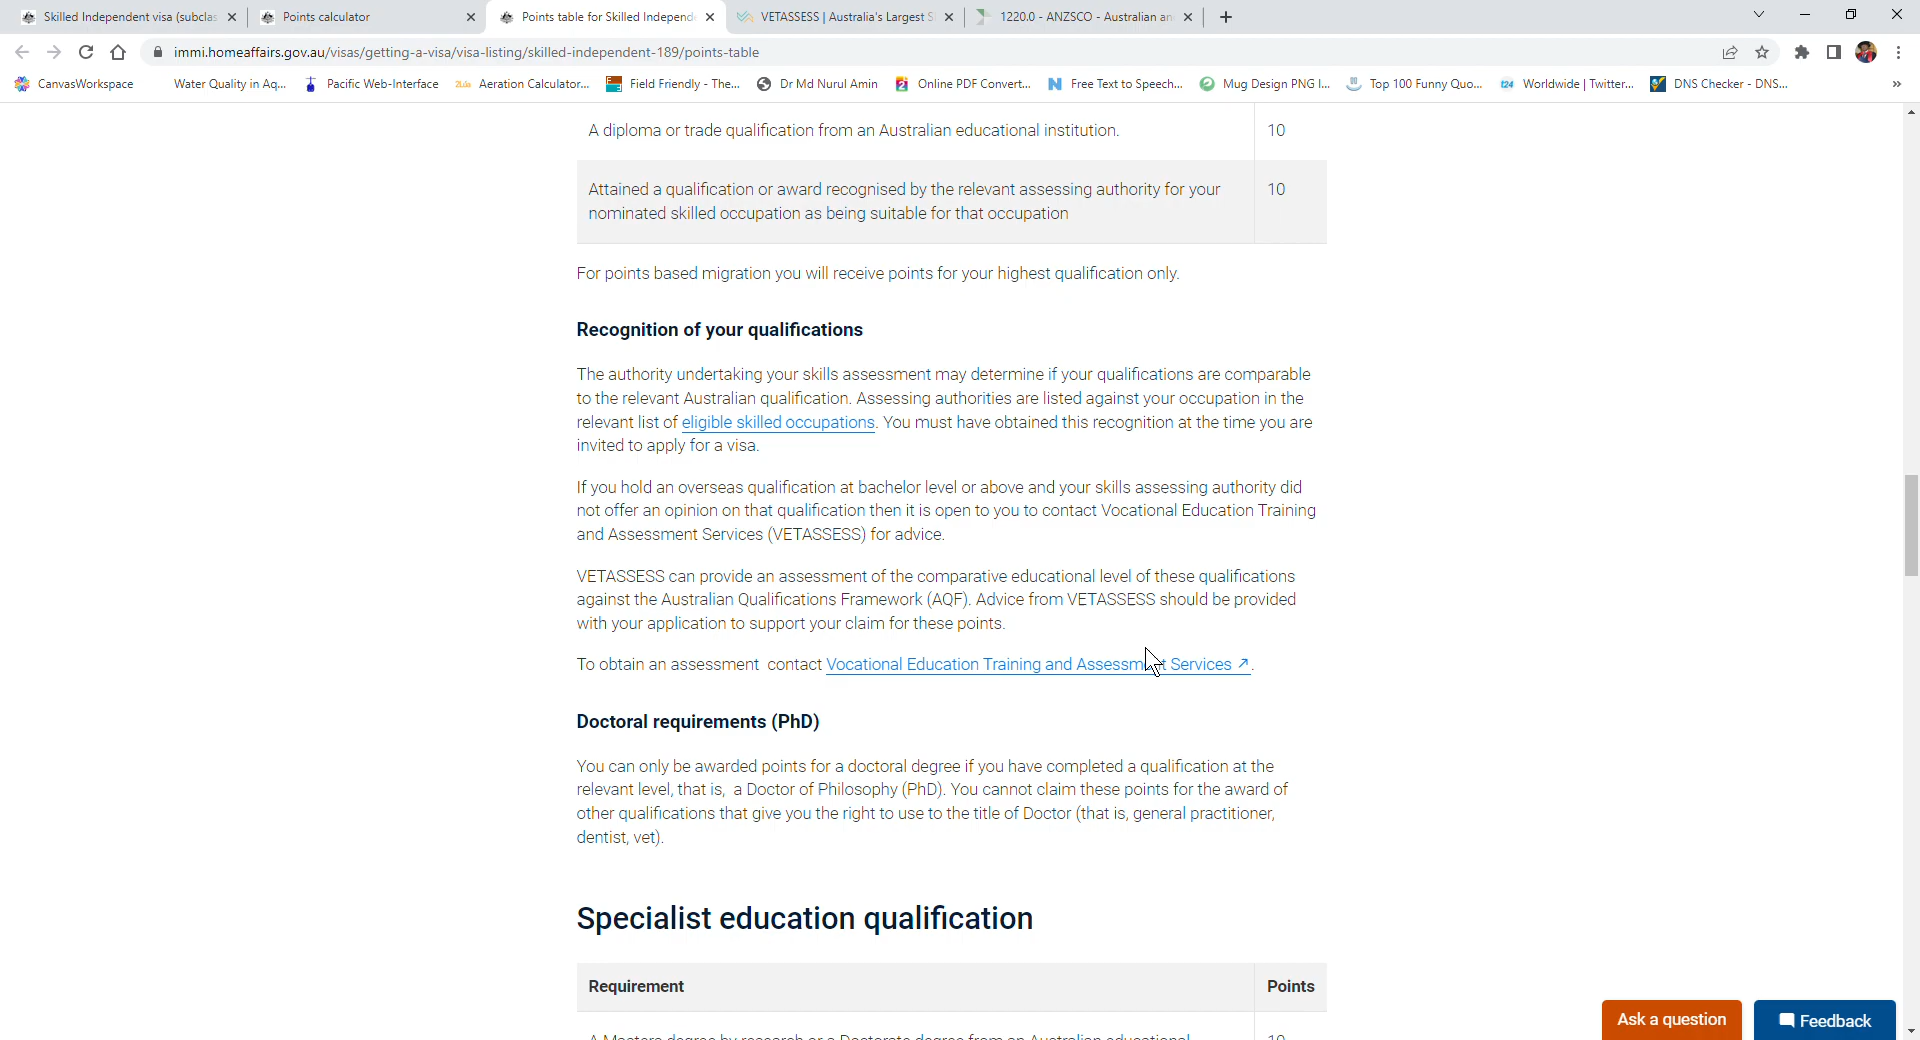 Skilled Independent visa (subclas
Points calculator
Points table for Skilled Independ
VETASSESS | Australia's Largest S
1220.0 - ANZSCO - Australian an
immi.homeaffairs.gov.au/visas/getting-a-visa/visa-listing/skilled-independent-189/points-table
CanvasWorkspace
Water Quality in Aq...
Pacific Web-Interface
Aeration Calculator...
Field Friendly - The...
Dr Md Nurul Amin
Online PDF Convert...
Free Text to Speech...
Mug Design PNG I...
Top 100 Funny Quo...
t24
Worldwide | Twitter...
DNS Checker - DNS...
»
A diploma or trade qualification from an Australian educational institution. 10
Attained a qualification or award recognised by the relevant assessing authority for your 10
nominated skilled occupation as being suitable for that occupation
For points based migration you will receive points for your highest qualification only.
Recognition of your qualifications
The authority undertaking your skills assessment may determine if your qualifications are comparable
to the relevant Australian qualification. Assessing authorities are listed against your occupation in the
relevant list of eligible skilled occupations. You must have obtained this recognition at the time you are
invited to apply for a visa.
If you hold an overseas qualification at bachelor level or above and your skills assessing authority did
not offer an opinion on that qualification then it is open to you to contact Vocational Education Training
and Assessment Services (VETASSESS) for advice.
VETASSESS can provide an assessment of the comparative educational level of these qualifications
against the Australian Qualifications Framework (AQF). Advice from VETASSESS should be provided
with your application to support your claim for these points.
To obtain an assessment contact Vocational Education Training and Assessment Services ↗.
Doctoral requirements (PhD)
You can only be awarded points for a doctoral degree if you have completed a qualification at the
relevant level, that is, a Doctor of Philosophy (PhD). You cannot claim these points for the award of
other qualifications that give you the right to use to the title of Doctor (that is, general practitioner,
dentist, vet).
Specialist education qualification
Requirement Points
A Masters degree by research or a Doctorate degree from an Australian educational 10
Ask a question
Feedback